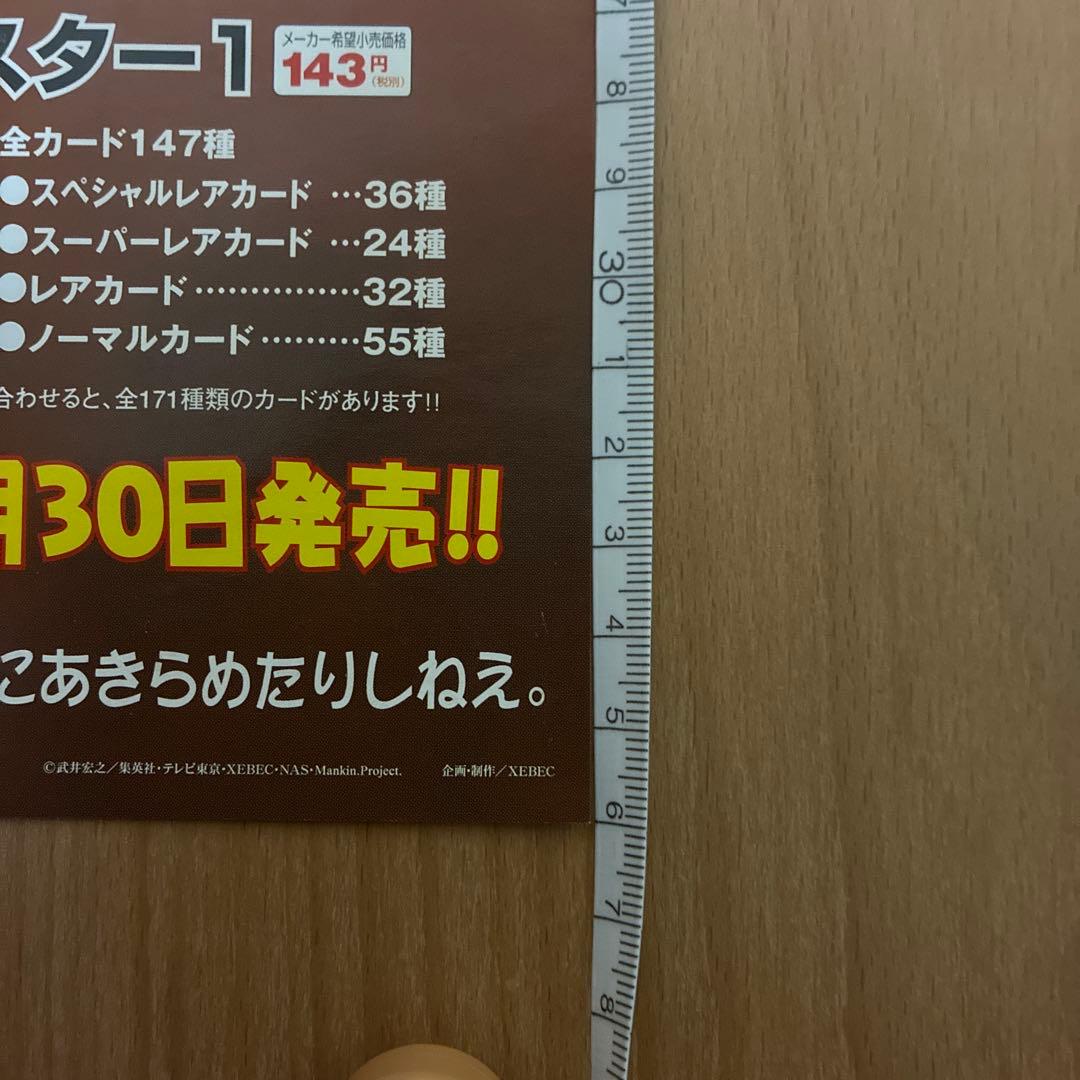 スター1
メーカー希望小売価格
143円(税別)
全カード147種
●スペシャルレアカード …36種
●スーパーレアカード …24種
●レアカード……………32種
●ノーマルカード………55種
合わせると、全171種類のカードがあります!!
月30日発売!!
こあきらめたりしねえ。
©武井宏之／集英社・テレビ東京・XEBEC・NAS・Mankin.Project. 企画・制作／XEBEC
7
8
9
30
1
2
3
4
5
6
7
8